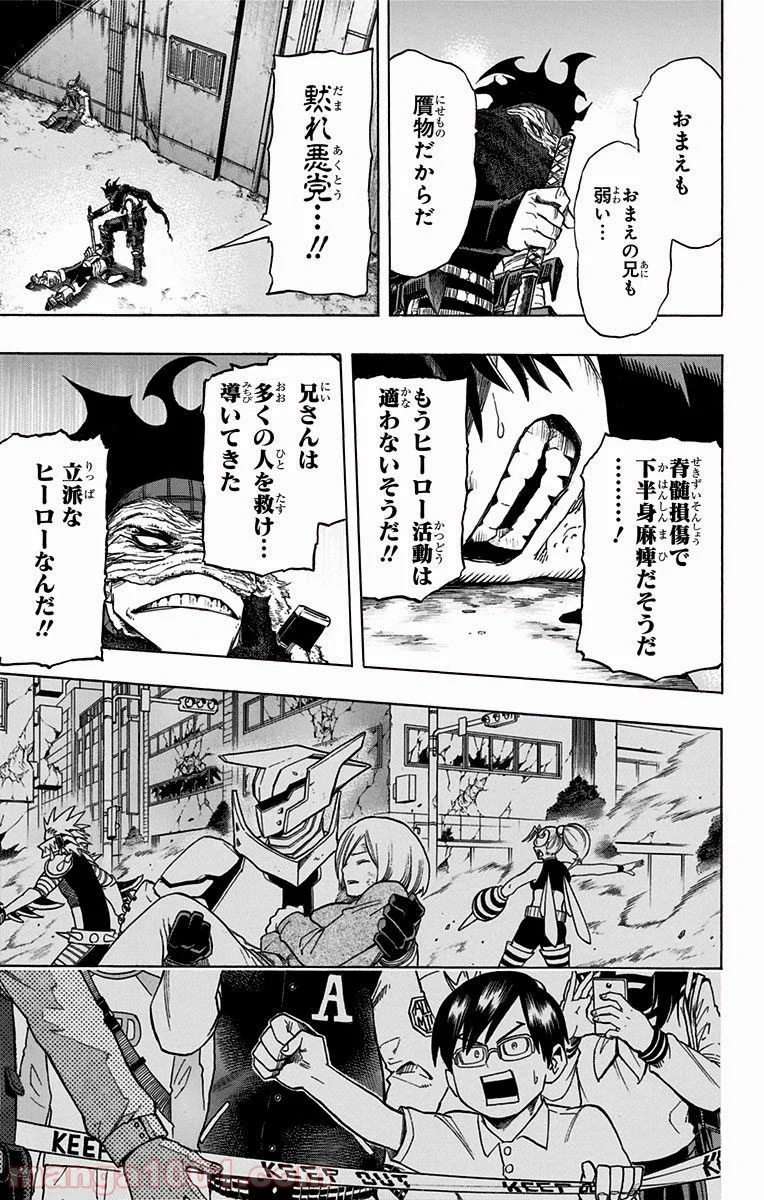 おまえも
おまえの兄も
弱い…
贋物だからだ
黙れ悪党…!!
脊髄損傷で
下半身麻痺だそうだ
………
もうヒーロー活動は
適わないそうだ!!
兄さんは
多くの人を救け…
導いてきた
立派な
ヒーローなんだ!!
A
KEEP
KEEP OUT
KEEP OUT